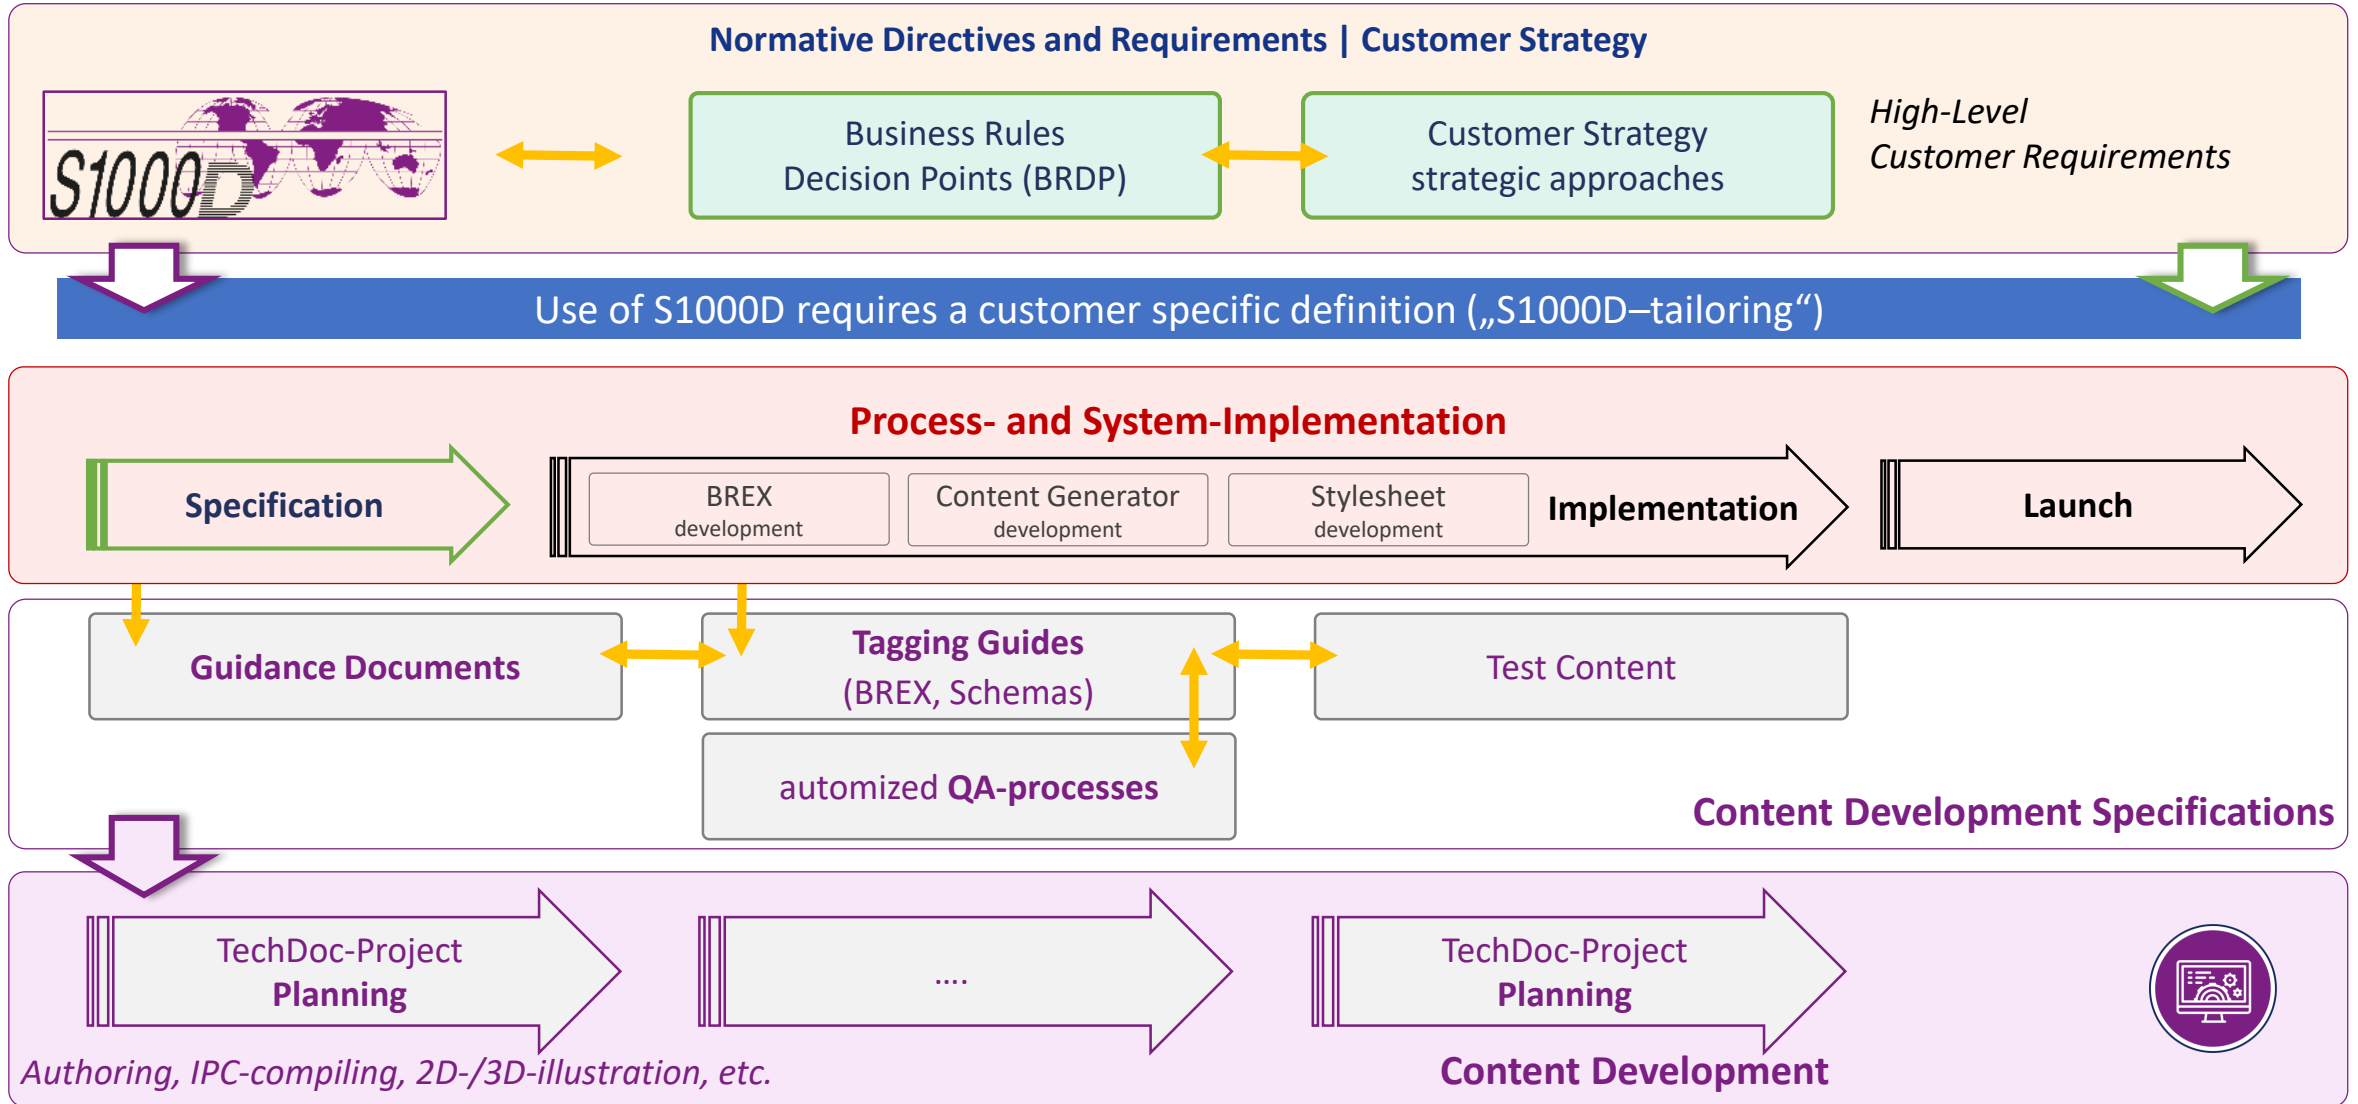 Normative Directives and Requirements | Customer Strategy
S1000D
Business Rules
Decision Points (BRDP)
Customer Strategy
strategic approaches
High-Level
Customer Requirements
Use of S1000D requires a customer specific definition („S1000D–tailoring“)
Process- and System-Implementation
Specification
BREX
development
Content Generator
development
Stylesheet
development
Implementation
Launch
Guidance Documents
Tagging Guides
(BREX, Schemas)
Test Content
automized QA-processes
Content Development Specifications
TechDoc-Project
Planning
....
TechDoc-Project
Planning
Authoring, IPC-compiling, 2D-/3D-illustration, etc.
Content Development